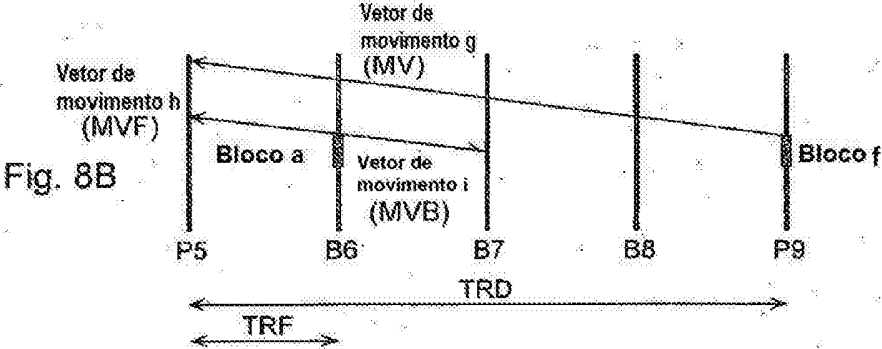 Vetor de
movimento g
(MV)
Vetor de
movimento h
(MVF)
Bloco a
Vetor de
movimento i
(MVB)
Bloco f
Fig. 8B
P5
B6
B7
B8
P9
TRD
TRF